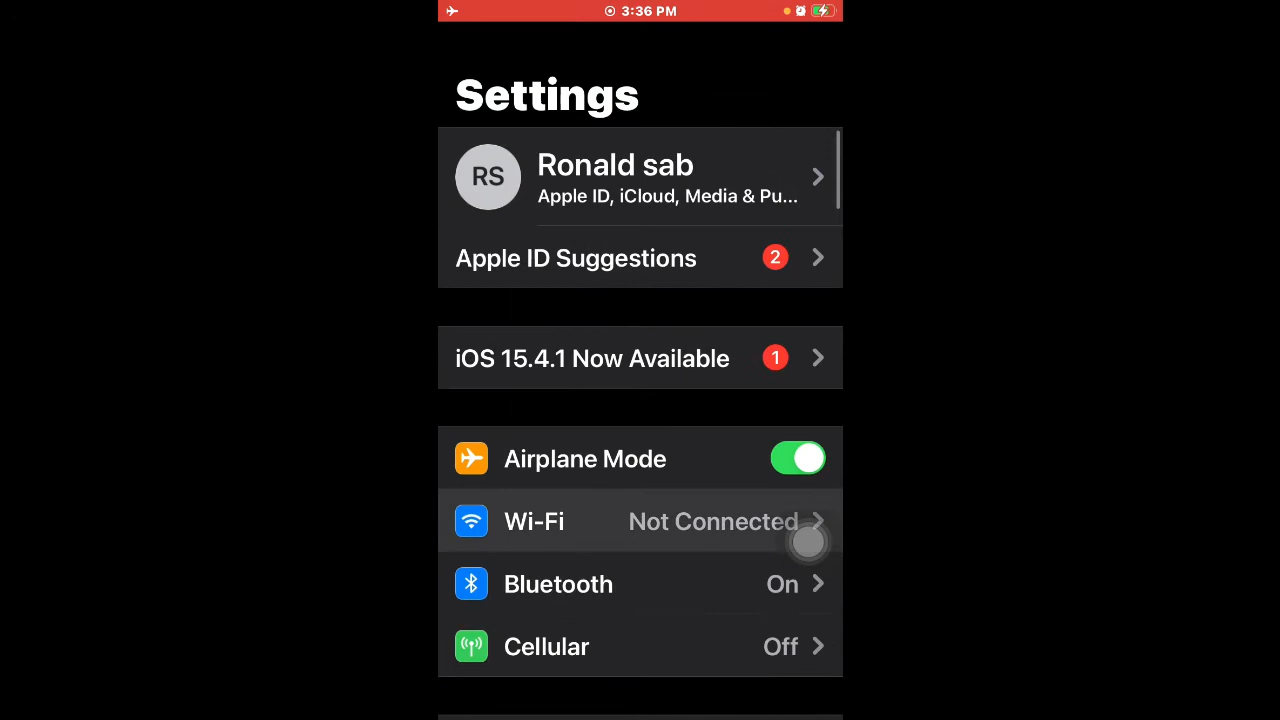 3:36 PM
Settings
RS
Ronald sab
Apple ID, iCloud, Media & Pu...
Apple ID Suggestions 2
iOS 15.4.1 Now Available 1
Airplane Mode
Wi-Fi Not Connected
Bluetooth On
Cellular Off